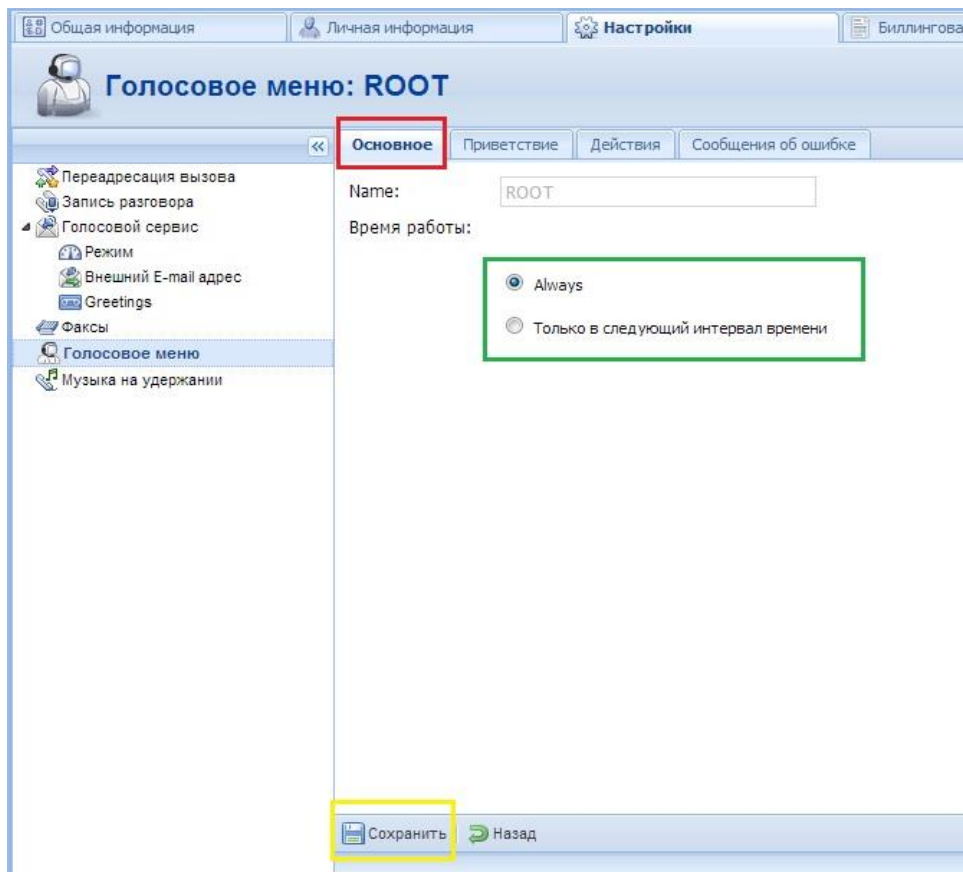 Общая информация
Личная информация
Настройки
Биллингова
Голосовое меню: ROOT
Основное
Приветствие
Действия
Сообщения об ошибке
Переадресация вызова
Запись разговора
Голосовой сервис
Режим
Внешний E-mail адрес
Greetings
Факсы
Голосовое меню
Музыка на удержании
Name:
ROOT
Время работы:
Always
Только в следующий интервал времени
Сохранить
Назад